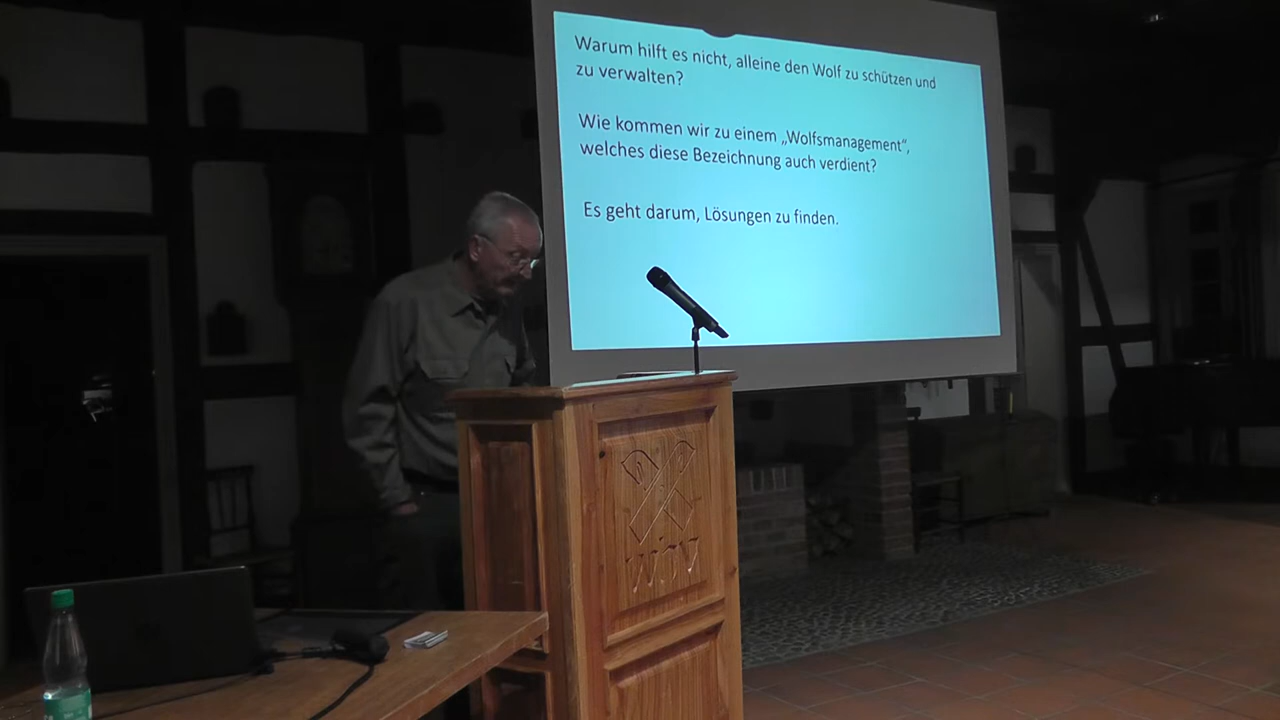 Warum hilft es nicht, alleine den Wolf zu schützen und
zu verwalten?
Wie kommen wir zu einem „Wolfsmanagement“,
welches diese Bezeichnung auch verdient?
Es geht darum, Lösungen zu finden.